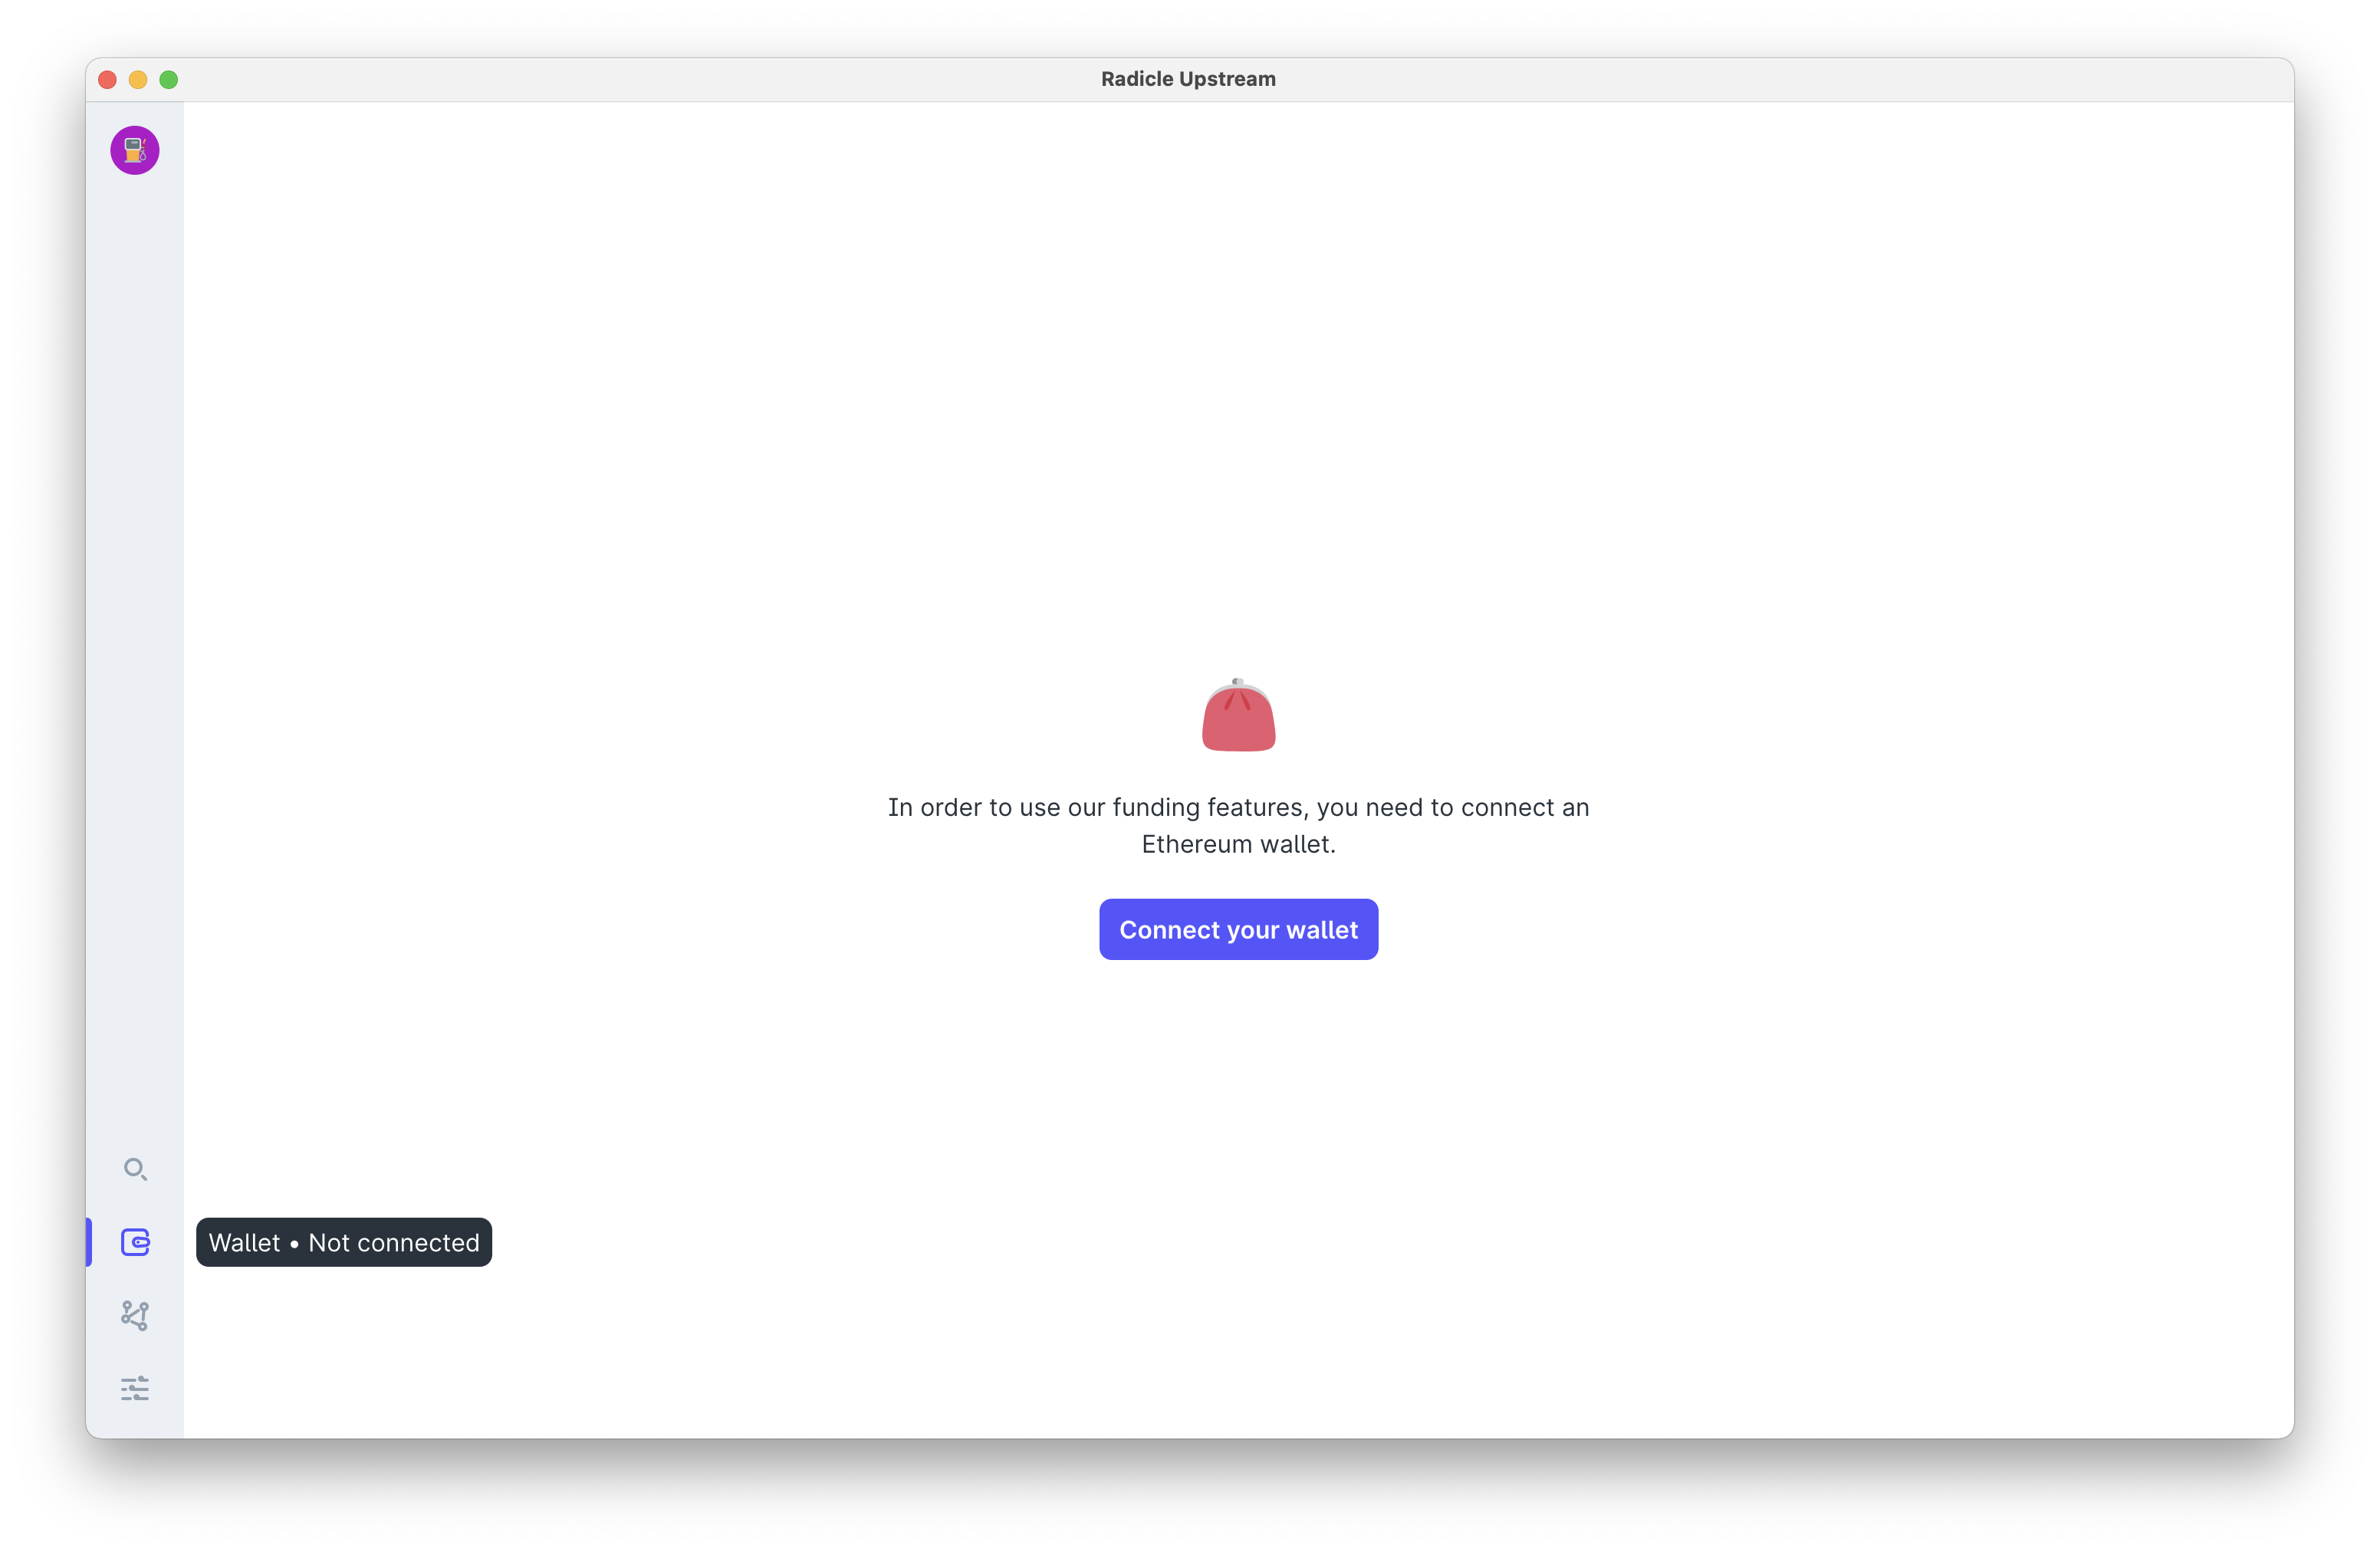 Radicle Upstream
In order to use our funding features, you need to connect an
Ethereum wallet.
Connect your wallet
Wallet • Not connected